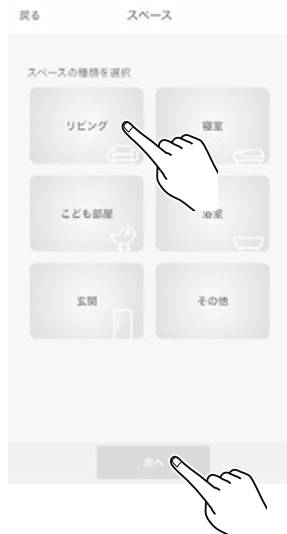 戻る スペース
スペースの種類を選択
リビング 寝室
こども部屋 浴室
玄関 その他
次へ